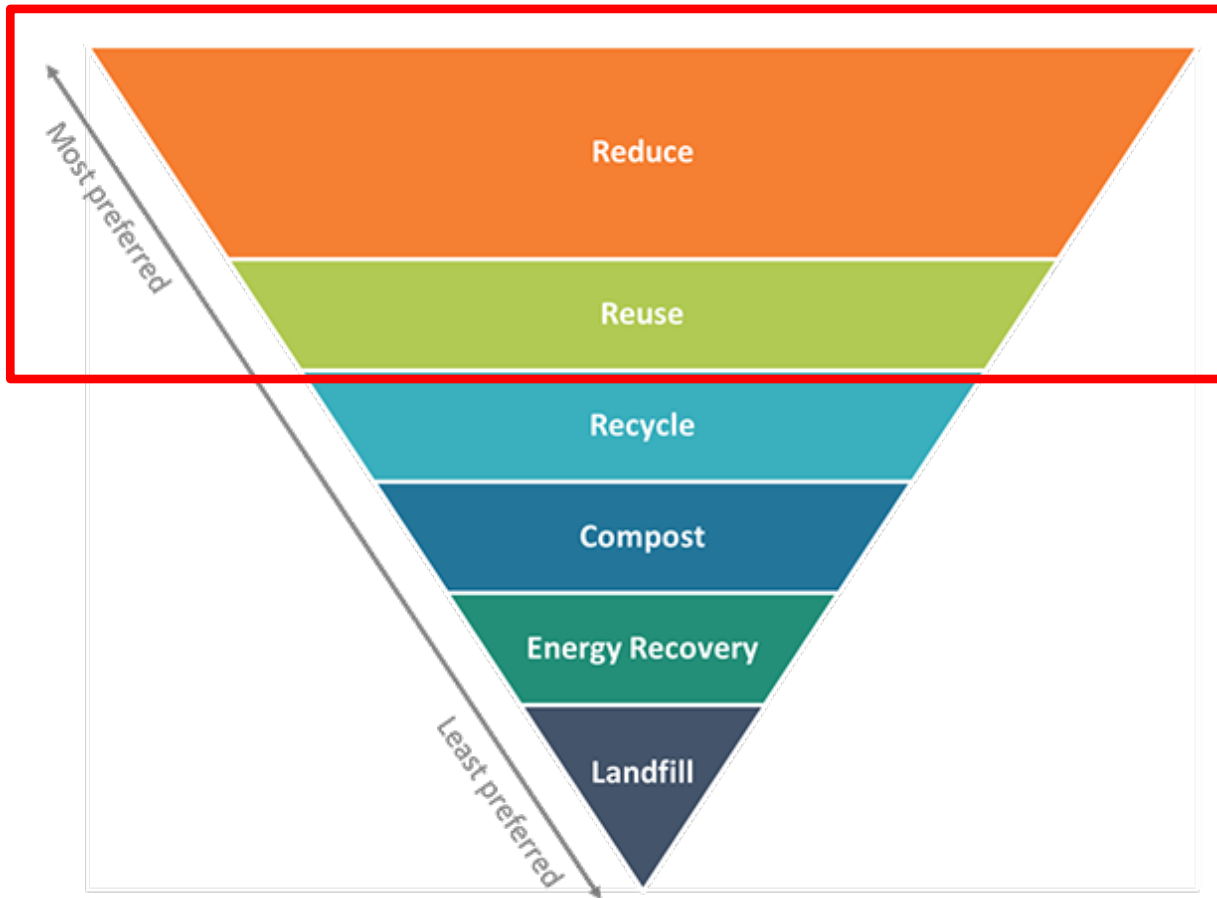 Most preferred
Reduce
Reuse
Recycle
Compost
Energy Recovery
Least preferred
Landfill